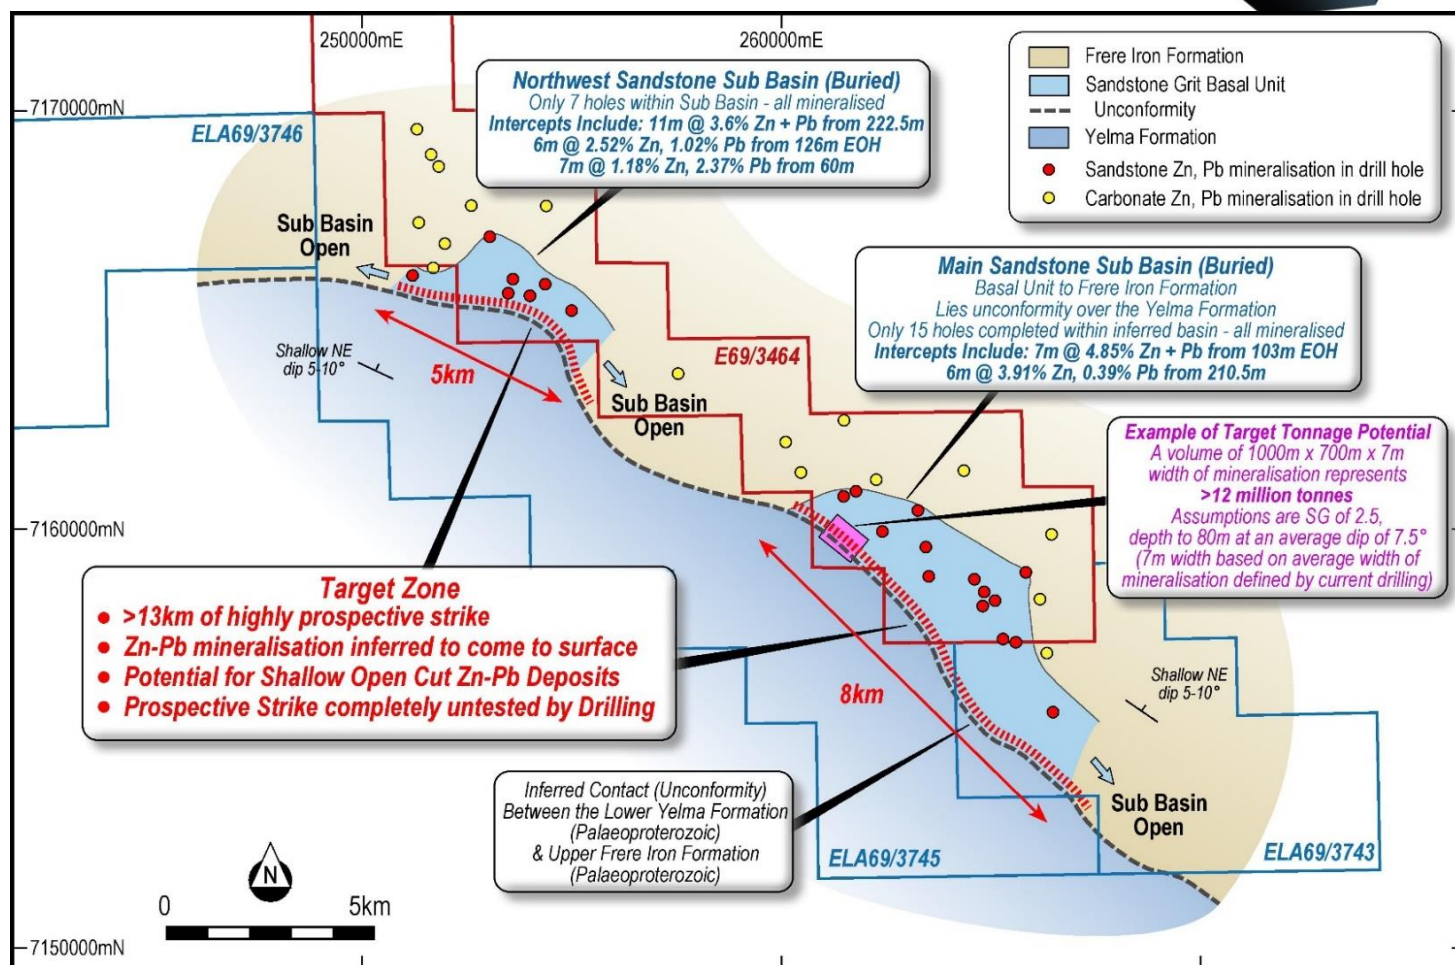 250000mE
260000mE
7170000mN
7160000mN
7150000mN
Northwest Sandstone Sub Basin (Buried)
Only 7 holes within Sub Basin - all mineralised
Intercepts Include: 11m @ 3.6% Zn + Pb from 222.5m
6m @ 2.52% Zn, 1.02% Pb from 126m EOH
7m @ 1.18% Zn, 2.37% Pb from 60m
Frere Iron Formation
Sandstone Grit Basal Unit
Unconformity
Yelma Formation
Sandstone Zn, Pb mineralisation in drill hole
Carbonate Zn, Pb mineralisation in drill hole
ELA69/3746
Sub Basin
Open
Main Sandstone Sub Basin (Buried)
Basal Unit to Frere Iron Formation
Lies unconformity over the Yelma Formation
Only 15 holes completed within inferred basin - all mineralised
Intercepts Include: 7m @ 4.85% Zn + Pb from 103m EOH
6m @ 3.91% Zn, 0.39% Pb from 210.5m
Shallow NE
dip 5-10°
5km
E69/3464
Sub Basin
Open
Example of Target Tonnage Potential
A volume of 1000m x 700m x 7m
width of mineralisation represents
>12 million tonnes
Assumptions are SG of 2.5,
depth to 80m at an average dip of 7.5°
(7m width based on average width of
mineralisation defined by current drilling)
Target Zone
>13km of highly prospective strike
Zn-Pb mineralisation inferred to come to surface
Potential for Shallow Open Cut Zn-Pb Deposits
Prospective Strike completely untested by Drilling
8km
Shallow NE
dip 5-10°
Inferred Contact (Unconformity)
Between the Lower Yelma Formation
(Palaeoproterozoic)
& Upper Frere Iron Formation
(Palaeoproterozoic)
Sub Basin
Open
ELA69/3745
ELA69/3743
N
0 5km